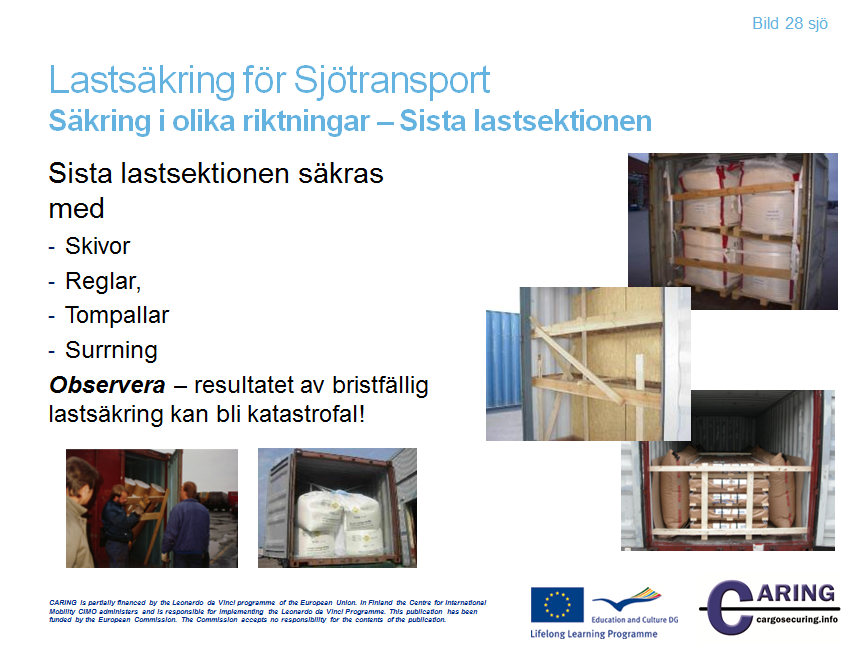 Bild 28 sjö
Lastsäkring för Sjötransport
Säkring i olika riktningar – Sista lastsektionen
Sista lastsektionen säkras
med
- Skivor
- Reglar,
- Tompallar
- Surrning
Observera – resultatet av bristfällig
lastsäkring kan bli katastrofal!
CARING is partially financed by the Leonardo da Vinci programme of the European Union. In Finland the Centre for International
Mobility CIMO administers and is responsible for implementing the Leonardo da Vinci Programme. This publication has been
funded by the European Commission. The Commission accepts no responsibility for the contents of the publication.
Education and Culture DG
Lifelong Learning Programme
CARING
cargosecuring.info